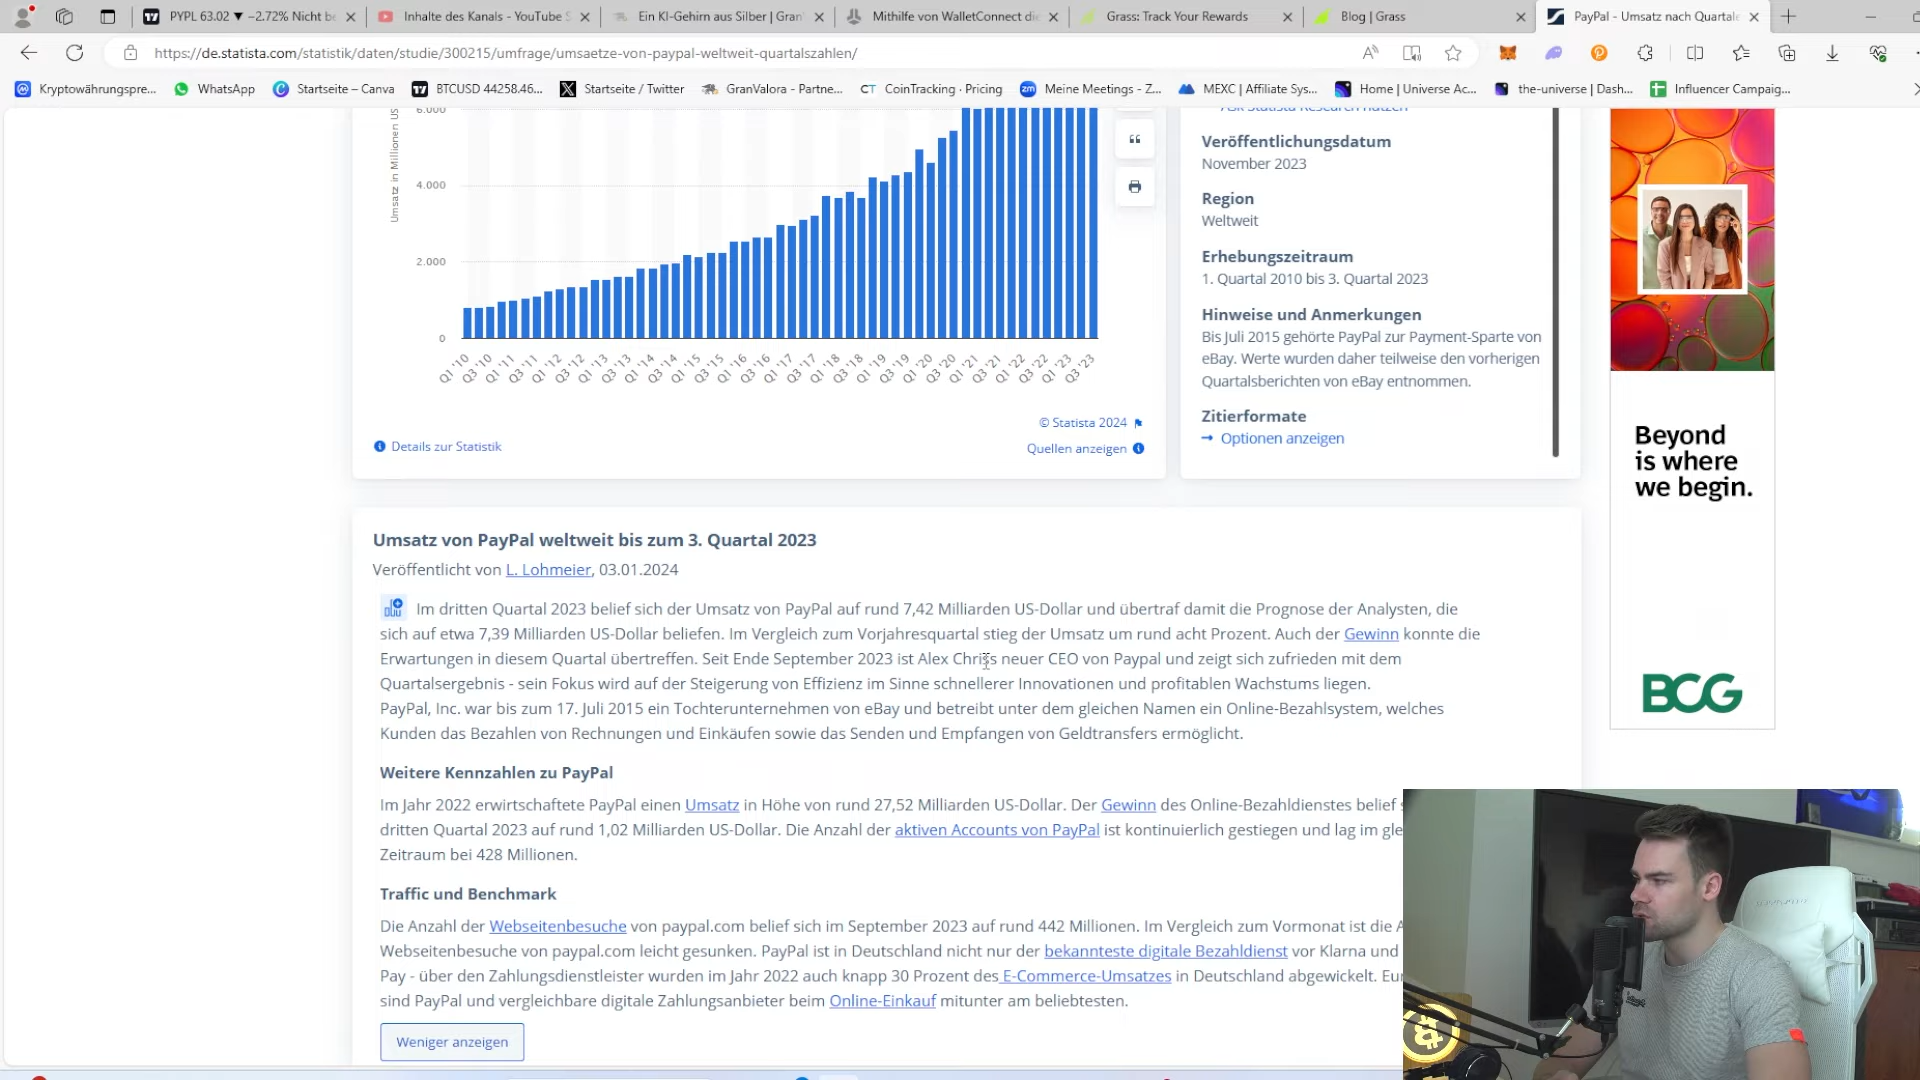 PYPL 63.02 ▼ −2.72% Nicht b
Inhalte des Kanals - YouTube S
Ein KI-Gehirn aus Silber | Gran
Mithilfe von WalletConnect di
Grass: Track Your Rewards
Blog | Grass
PayPal - Umsatz nach Quartale
https://de.statista.com/statistik/daten/studie/300215/umfrage/umsaetze-von-paypal-weltweit-quartalszahlen/
Kryptowährungspre...
WhatsApp
Startseite – Canva
BTCUSD 44258.46...
Startseite / Twitter
GranValora - Partne...
CT CoinTracking · Pricing
zm Meine Meetings - Z...
MEXC | Affiliate Sys...
Home | Universe Ac...
the-universe | Dash...
Influencer Campaig...
Umsatz in Millionen US
6.000
4.000
2.000
0
Q1 '10
Q3 '10
Q1 '11
Q3 '11
Q1 '12
Q3 '12
Q1 '13
Q3 '13
Q1 '14
Q3 '14
Q1 '15
Q3 '15
Q1 '16
Q3 '16
Q1 '17
Q3 '17
Q1 '18
Q3 '18
Q1 '19
Q3 '19
Q1 '20
Q3 '20
Q1 '21
Q3 '21
Q1 '22
Q3 '22
Q1 '23
Q3 '23
© Statista 2024
Details zur Statistik
Quellen anzeigen
Ask Statista Research nutzen
Veröffentlichungsdatum
November 2023
Region
Weltweit
Erhebungszeitraum
1. Quartal 2010 bis 3. Quartal 2023
Hinweise und Anmerkungen
Bis Juli 2015 gehörte PayPal zur Payment-Sparte von
eBay. Werte wurden daher teilweise den vorherigen
Quartalsberichten von eBay entnommen.
Zitierformate
→ Optionen anzeigen
Beyond
is where
we begin.
BCG
Umsatz von PayPal weltweit bis zum 3. Quartal 2023
Veröffentlicht von L. Lohmeier, 03.01.2024
Im dritten Quartal 2023 belief sich der Umsatz von PayPal auf rund 7,42 Milliarden US-Dollar und übertraf damit die Prognose der Analysten, die
sich auf etwa 7,39 Milliarden US-Dollar beliefen. Im Vergleich zum Vorjahresquartal stieg der Umsatz um rund acht Prozent. Auch der Gewinn konnte die
Erwartungen in diesem Quartal übertreffen. Seit Ende September 2023 ist Alex Chriss neuer CEO von Paypal und zeigt sich zufrieden mit dem
Quartalsergebnis - sein Fokus wird auf der Steigerung von Effizienz im Sinne schnellerer Innovationen und profitablen Wachstums liegen.
PayPal, Inc. war bis zum 17. Juli 2015 ein Tochterunternehmen von eBay und betreibt unter dem gleichen Namen ein Online-Bezahlsystem, welches
Kunden das Bezahlen von Rechnungen und Einkäufen sowie das Senden und Empfangen von Geldtransfers ermöglicht.
Weitere Kennzahlen zu PayPal
Im Jahr 2022 erwirtschaftete PayPal einen Umsatz in Höhe von rund 27,52 Milliarden US-Dollar. Der Gewinn des Online-Bezahldienstes belief
dritten Quartal 2023 auf rund 1,02 Milliarden US-Dollar. Die Anzahl der aktiven Accounts von PayPal ist kontinuierlich gestiegen und lag im gle
Zeitraum bei 428 Millionen.
Traffic und Benchmark
Die Anzahl der Webseitenbesuche von paypal.com belief sich im September 2023 auf rund 442 Millionen. Im Vergleich zum Vormonat ist die A
Webseitenbesuche von paypal.com leicht gesunken. PayPal ist in Deutschland nicht nur der bekannteste digitale Bezahldienst vor Klarna und
Pay - über den Zahlungsdienstleister wurden im Jahr 2022 auch knapp 30 Prozent des E-Commerce-Umsatzes in Deutschland abgewickelt. Eu
sind PayPal und vergleichbare digitale Zahlungsanbieter beim Online-Einkauf mitunter am beliebtesten.
Weniger anzeigen